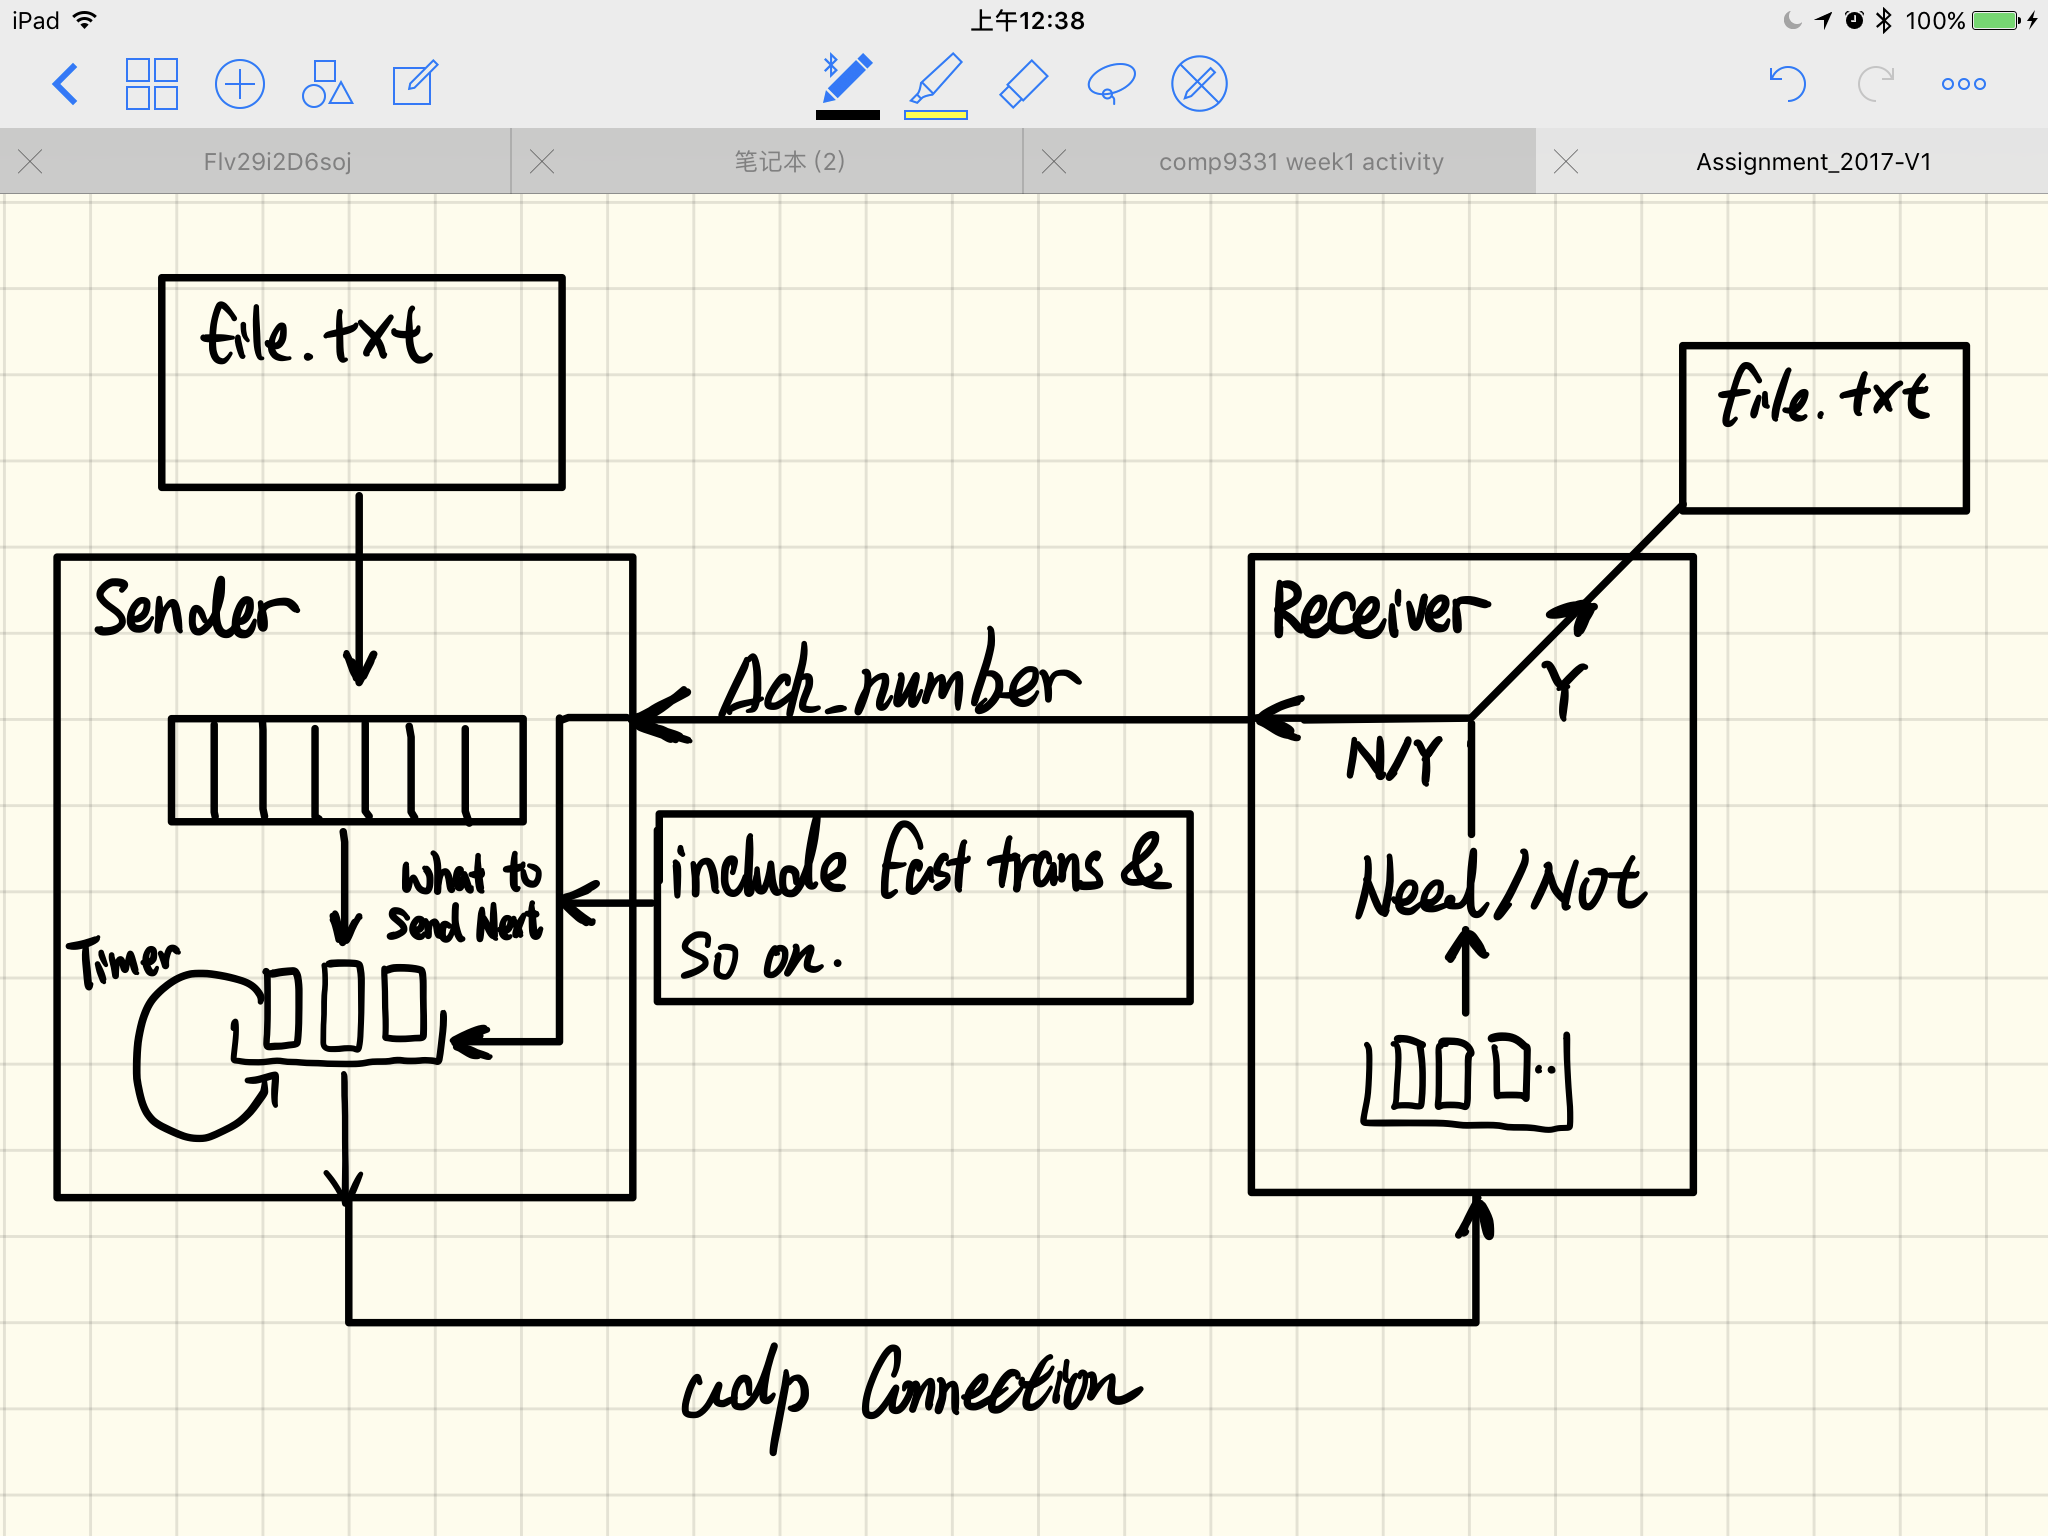 iPad
上午12:38
100%
Flv29i2D6soj
笔记本 (2)
comp9331 week1 activity
Assignment_2017-V1
file.txt
file.txt
Sender
Receiver
Ack_number
Y
N/Y
what to
Send Next
include fast trans &
so on.
Need/Not
Timer
udp Connection